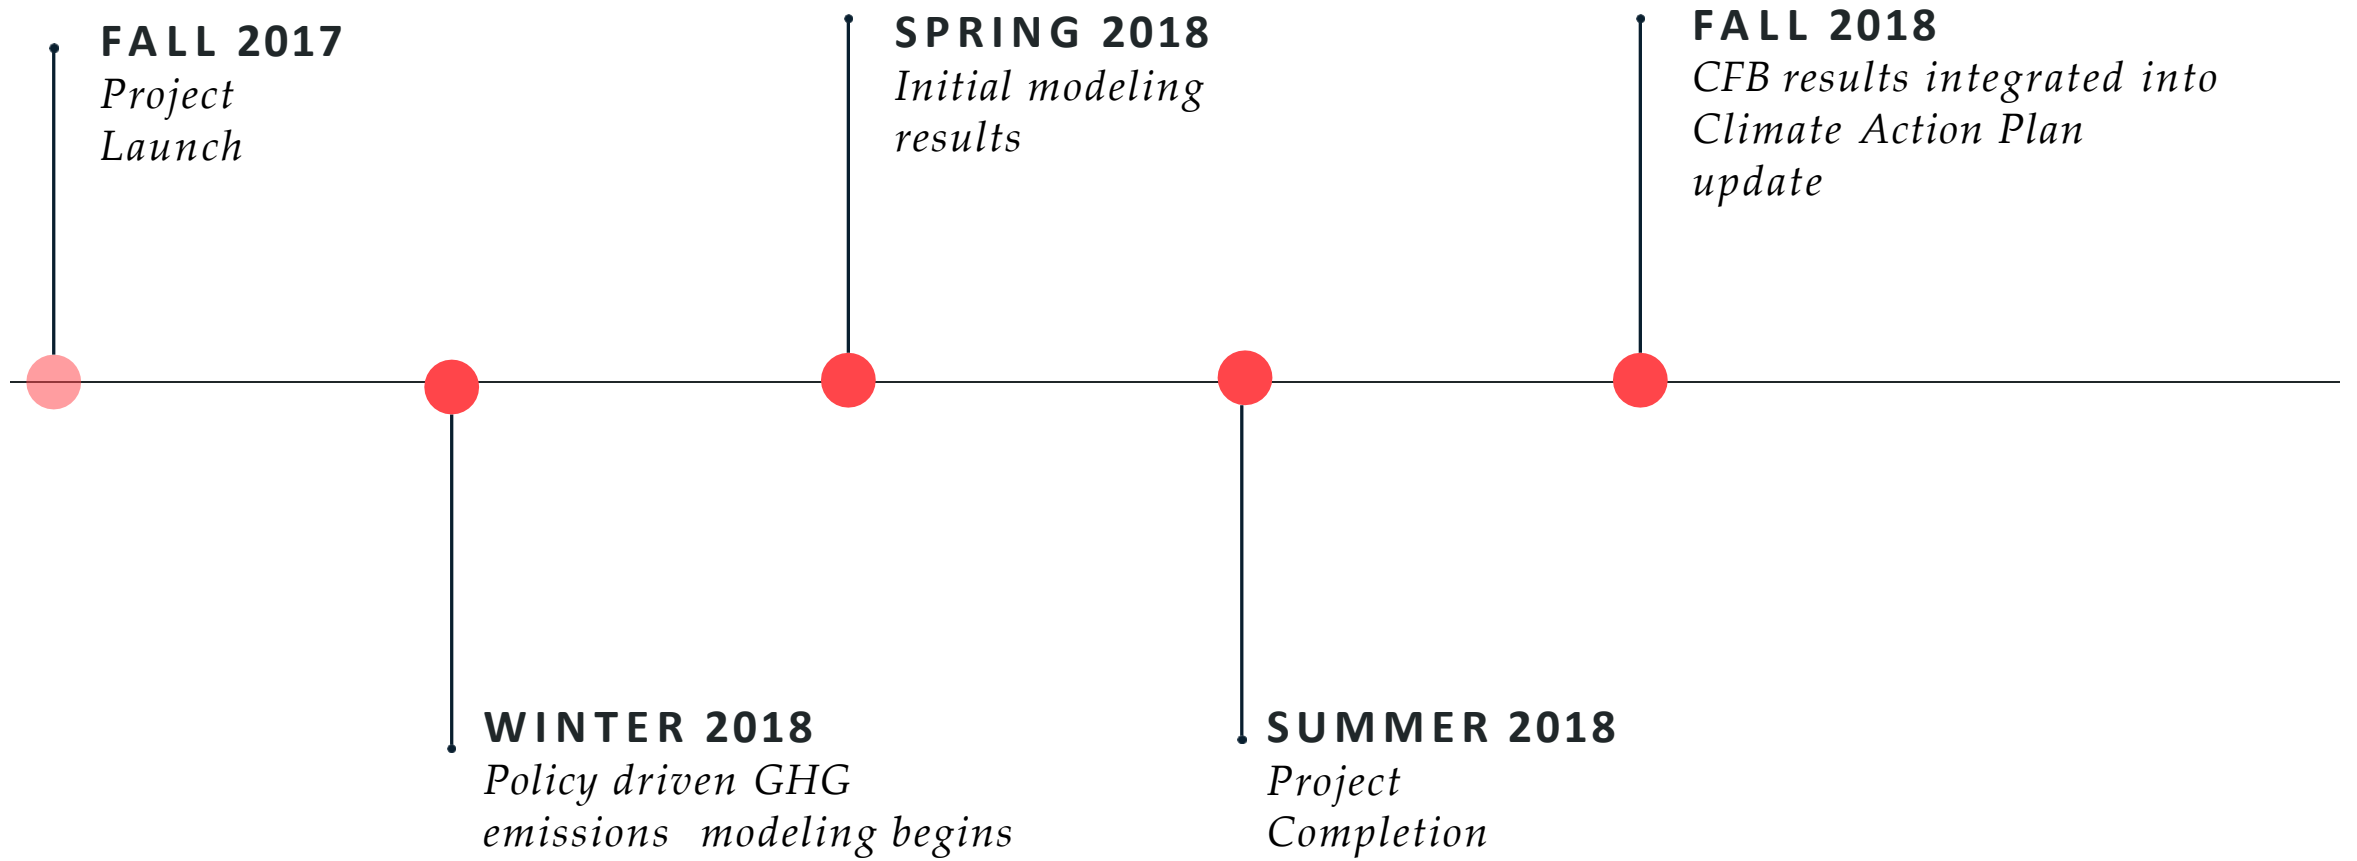 FALL 2017
Project
Launch
SPRING 2018
Initial modeling
results
FALL 2018
CFB results integrated into
Climate Action Plan
update
WINTER 2018
Policy driven GHG
emissions modeling begins
SUMMER 2018
Project
Completion